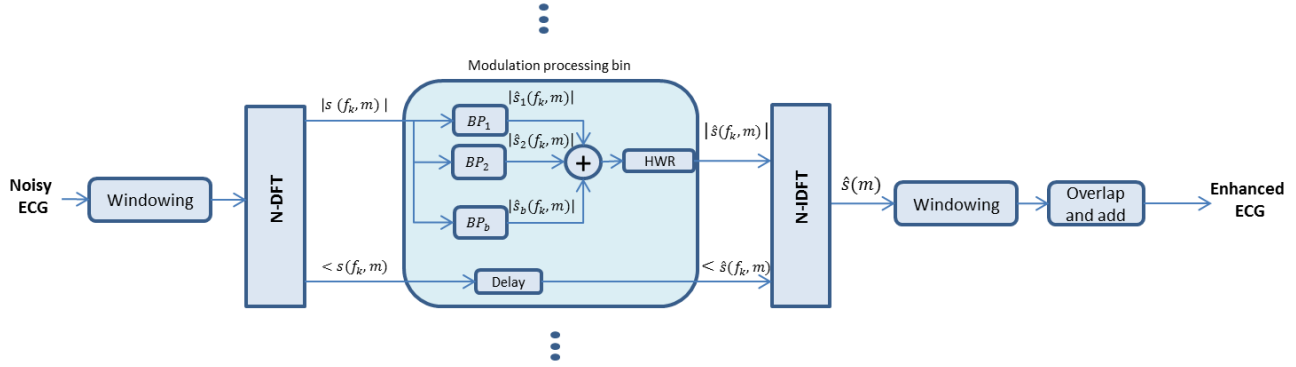 Modulation processing bin
|s (f_k, m) |
|ŝ_1(f_k, m)|
BP_1
|ŝ_2(f_k, m)|
BP_2
+
HWR
|ŝ(f_k, m)|
|ŝ_b(f_k, m)|
BP_b
Noisy
ECG
Windowing
N-DFT
< s(f_k, m)
Delay
< ŝ(f_k, m)
N-IDFT
ŝ(m)
Windowing
Overlap
and add
Enhanced
ECG